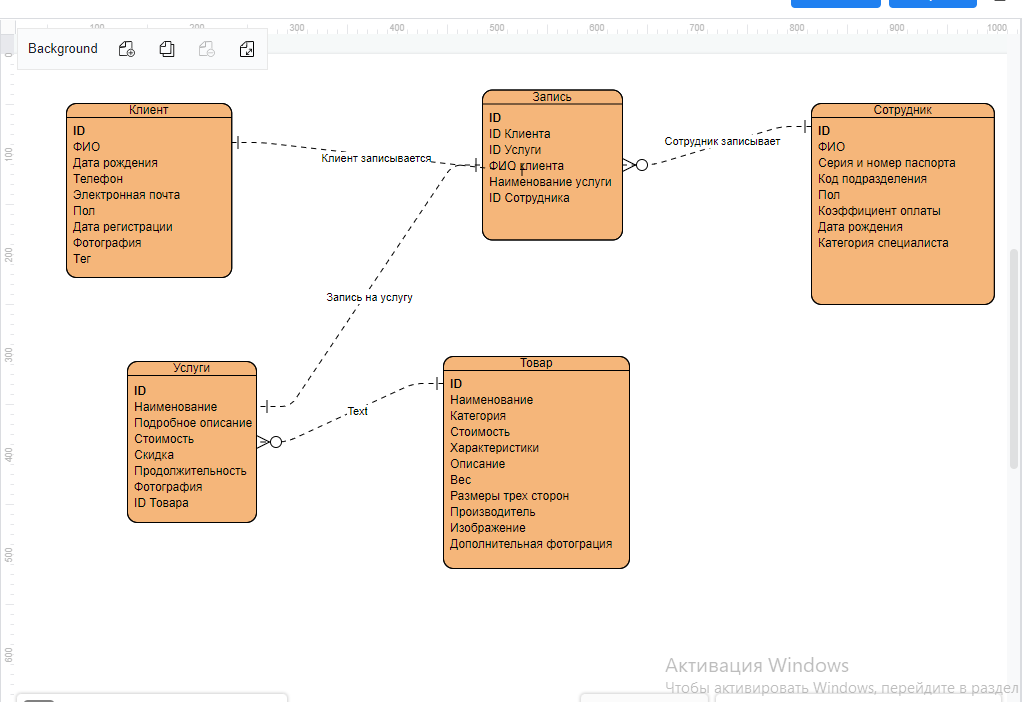 100 200 300 400 500 600 700 800 900 1000
Background
0
100
200
300
400
500
600
Клиент
ID
ФИО
Дата рождения
Телефон
Электронная почта
Пол
Дата регистрации
Фотография
Тег
Клиент записывается
Запись
ID
ID Клиента
ID Услуги
ФИО клиента
Наименование услуги
ID Сотрудника
Сотрудник записывает
Сотрудник
ID
ФИО
Серия и номер паспорта
Код подразделения
Пол
Коэффициент оплаты
Дата рождения
Категория специалиста
Запись на услугу
Услуги
ID
Наименование
Подробное описание
Стоимость
Скидка
Продолжительность
Фотография
ID Товара
Text
Товар
ID
Наименование
Категория
Стоимость
Характеристики
Описание
Вес
Размеры трех сторон
Производитель
Изображение
Дополнительная фотограция
Активация Windows
Чтобы активировать Windows, перейдите в раздел